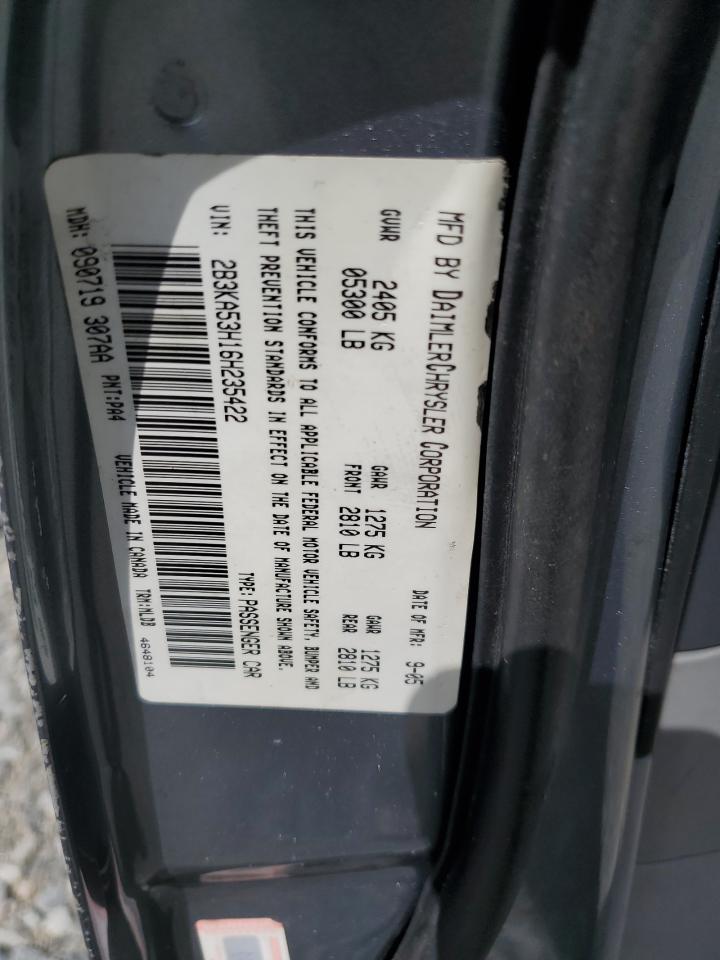 MFD BY DAIMLERCHRYSLER CORPORATION
DATE OF MFR: 9-05
GVWR 2405 KG
05300 LB
GAWR 1275 KG
FRONT 2810 LB
GAWR 1275 KG
REAR 2810 LB
THIS VEHICLE CONFORMS TO ALL APPLICABLE FEDERAL MOTOR VEHICLE SAFETY, BUMPER AND
THEFT PREVENTION STANDARDS IN EFFECT ON THE DATE OF MANUFACTURE SHOWN ABOVE.
VIN: 2B3KA53H16H235422
TYPE: PASSENGER CAR
MDH: 090719 307AA PNT:PA4 VEHICLE MADE IN CANADA TRM:MLDB 4648104